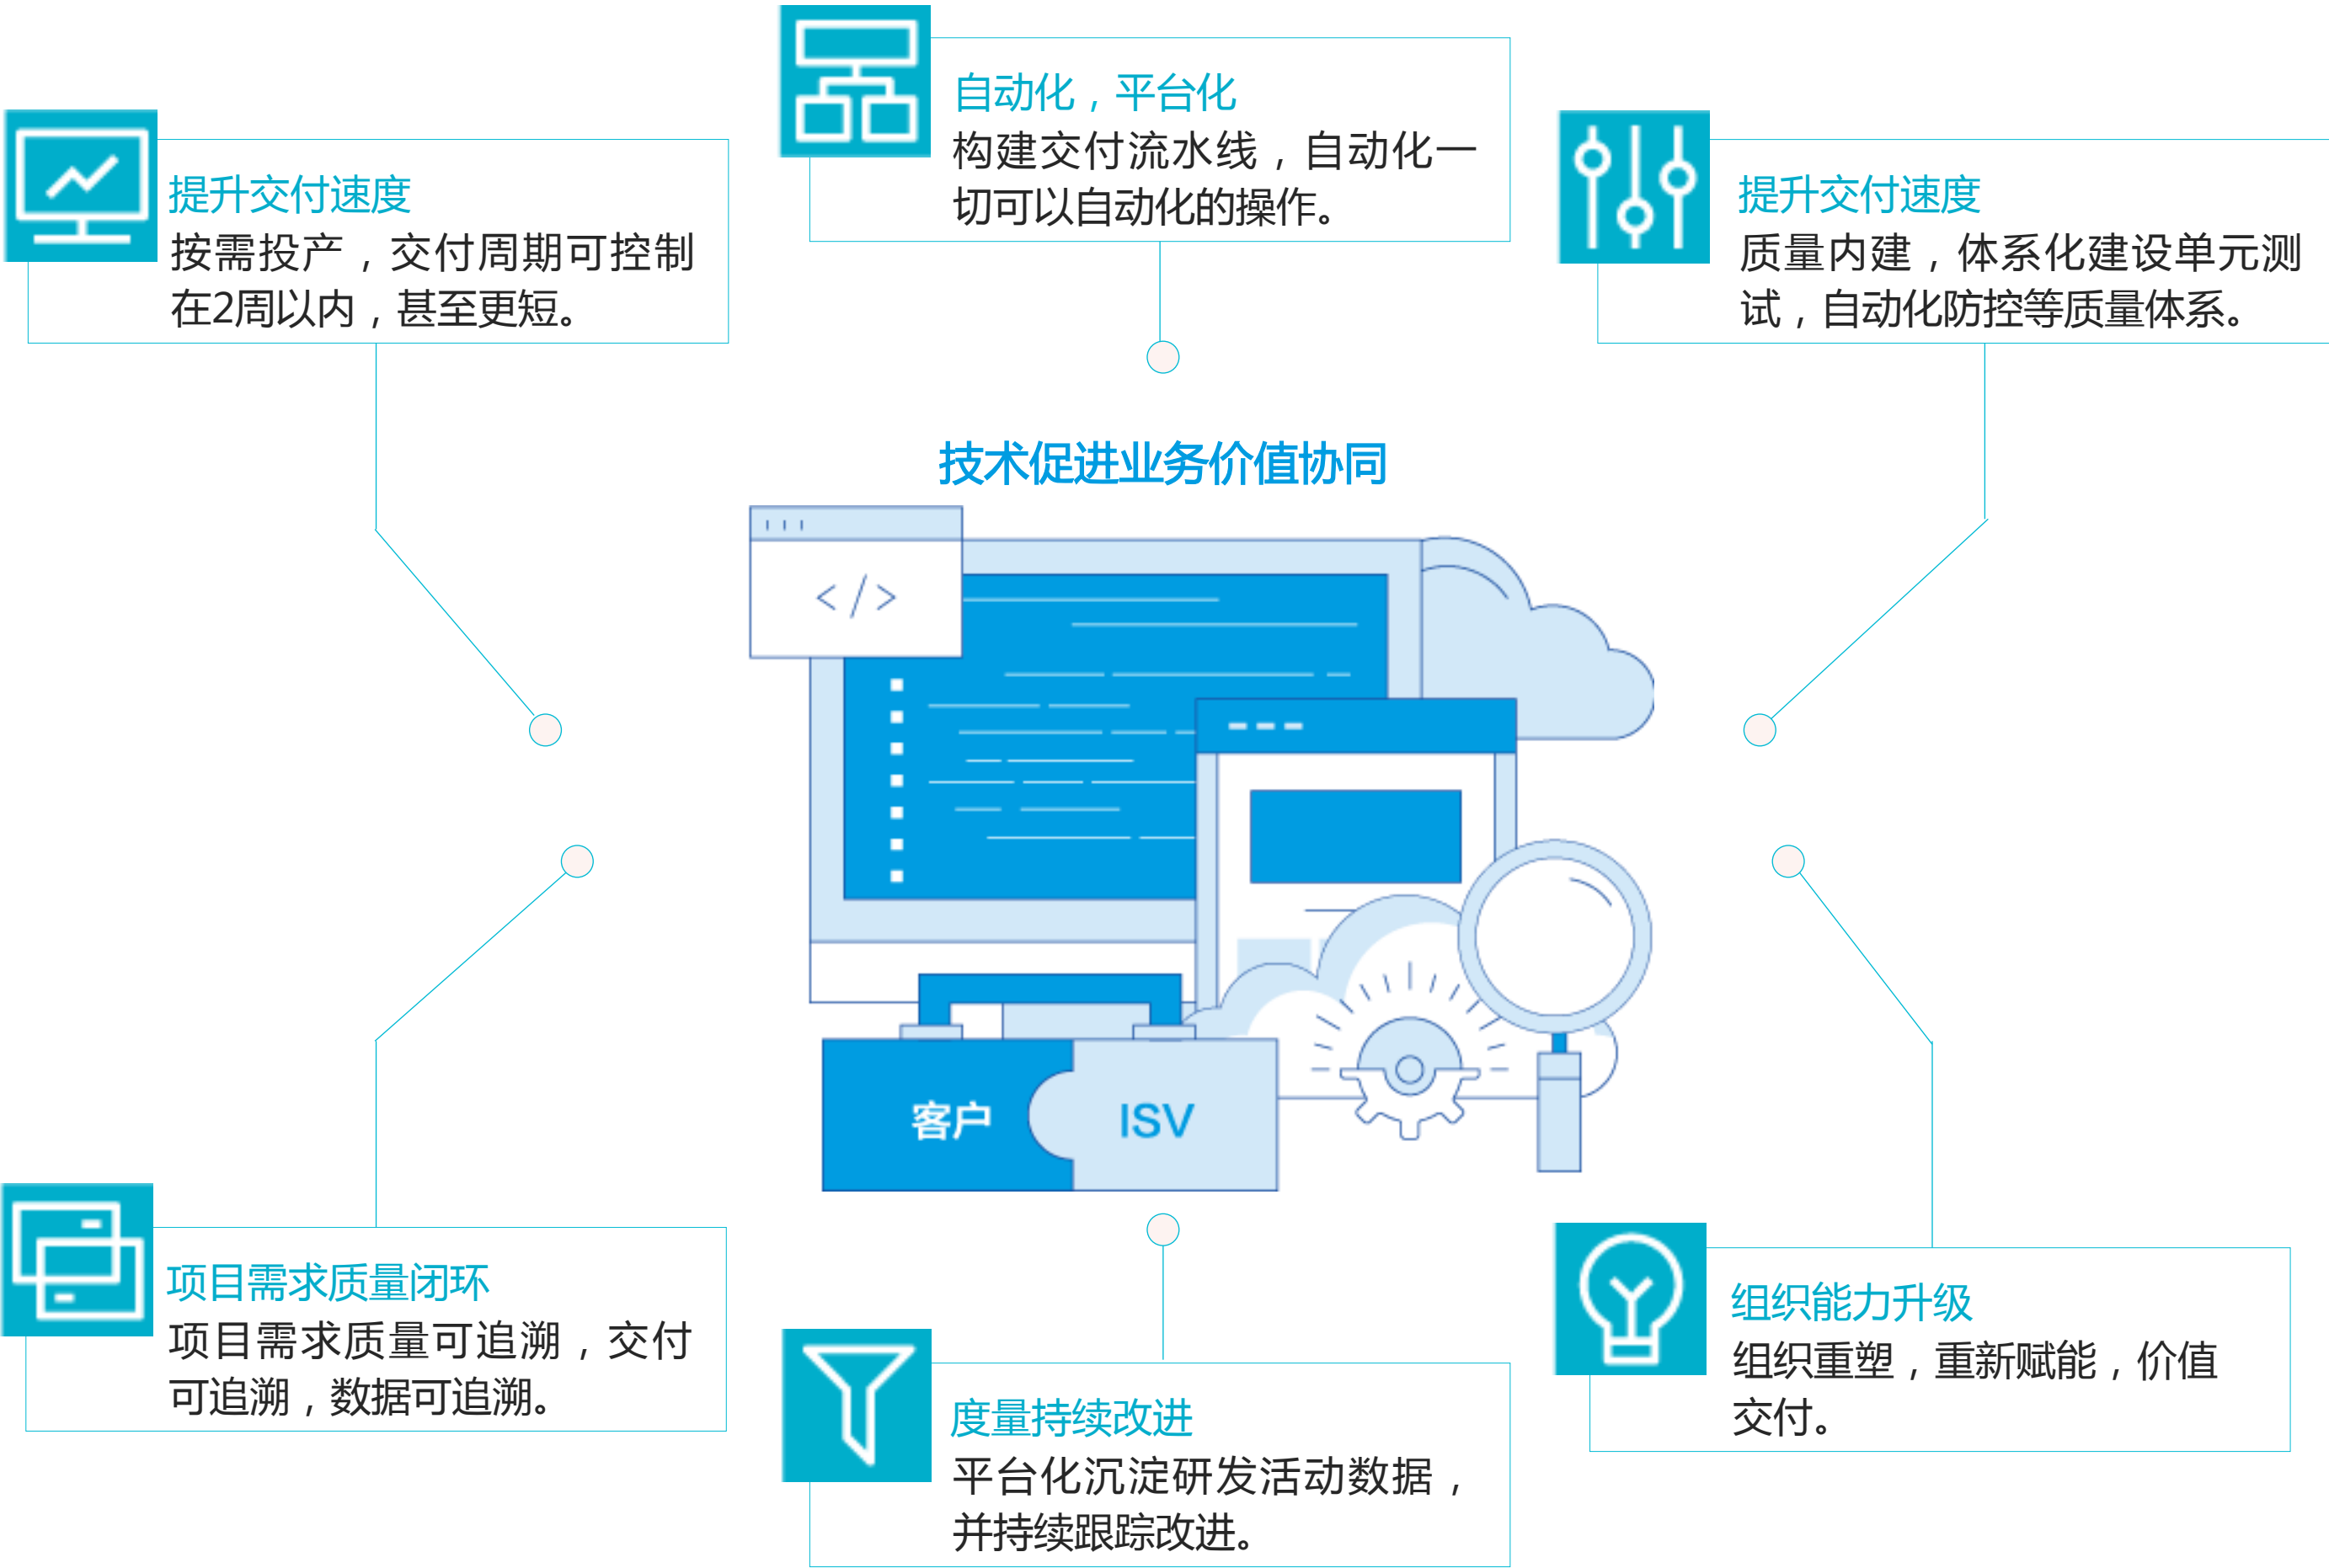 自动化，平台化
构建交付流水线，自动化一
切可以自动化的操作。
提升交付速度
按需投产，交付周期可控制
在2周以内，甚至更短。
提升交付速度
质量内建，体系化建设单元测
试，自动化防控等质量体系。
技术促进业务价值协同
</>
客户
ISV
项目需求质量闭环
项目需求质量可追溯，交付
可追溯，数据可追溯。
度量持续改进
平台化沉淀研发活动数据，
并持续跟踪改进。
组织能力升级
组织重塑，重新赋能，价值
交付。